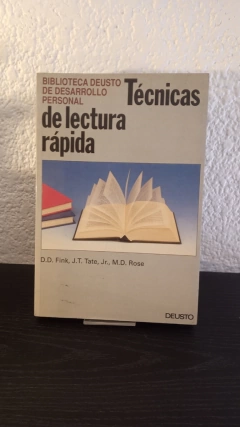 BIBLIOTECA DEUSTO
DE DESARROLLO
PERSONAL
Técnicas
de lectura
rápida
D.D. Fink, J.T. Tate, Jr., M.D. Rose
DEUSTO